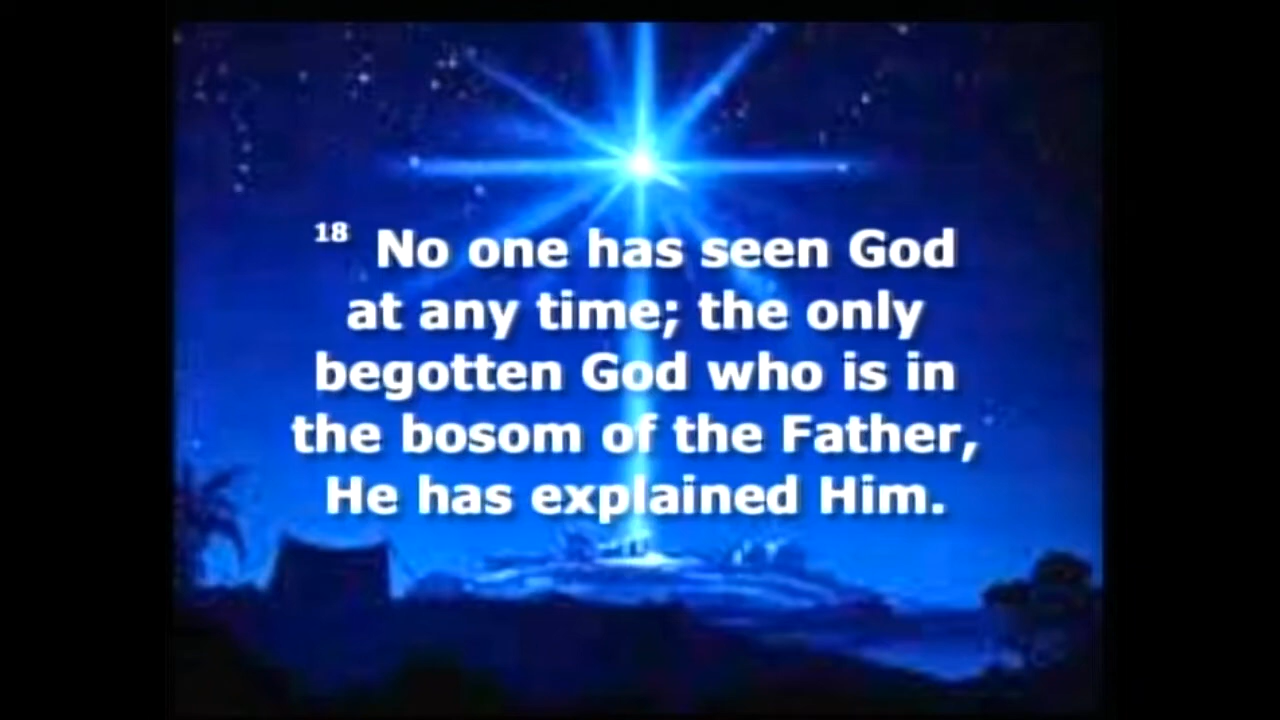 18 No one has seen God
at any time; the only
begotten God who is in
the bosom of the Father,
He has explained Him.